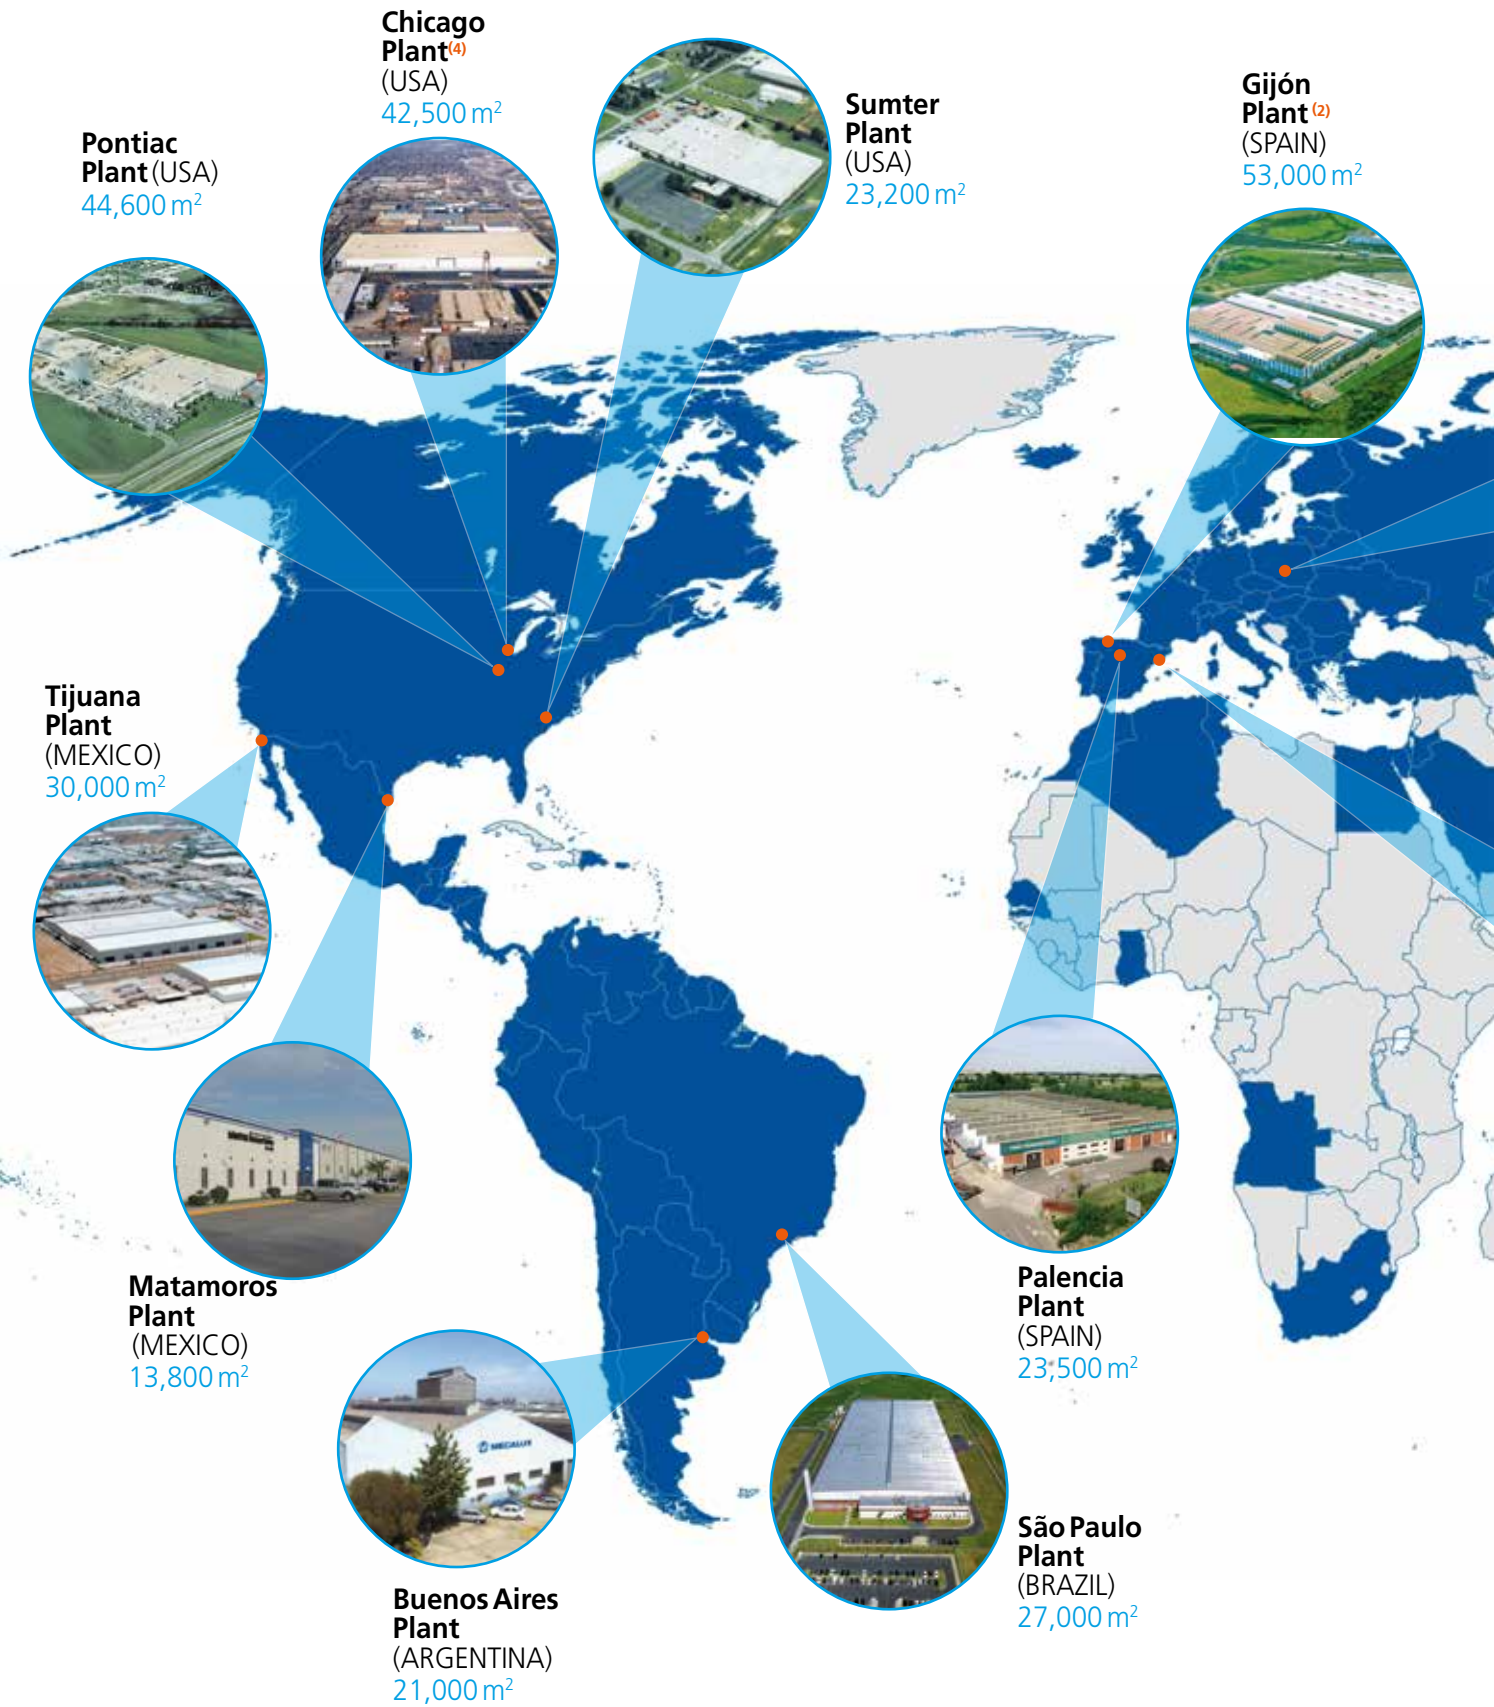 Chicago
Plant(4)
(USA)
42,500 m²
Pontiac
Plant (USA)
44,600 m²
Sumter
Plant
(USA)
23,200 m²
Gijón
Plant (2)
(SPAIN)
53,000 m²
Tijuana
Plant
(MEXICO)
30,000 m²
Matamoros
Plant
(MEXICO)
13,800 m²
MECALUX
Buenos Aires
Plant
(ARGENTINA)
21,000 m²
Palencia
Plant
(SPAIN)
23,500 m²
São Paulo
Plant
(BRAZIL)
27,000 m²